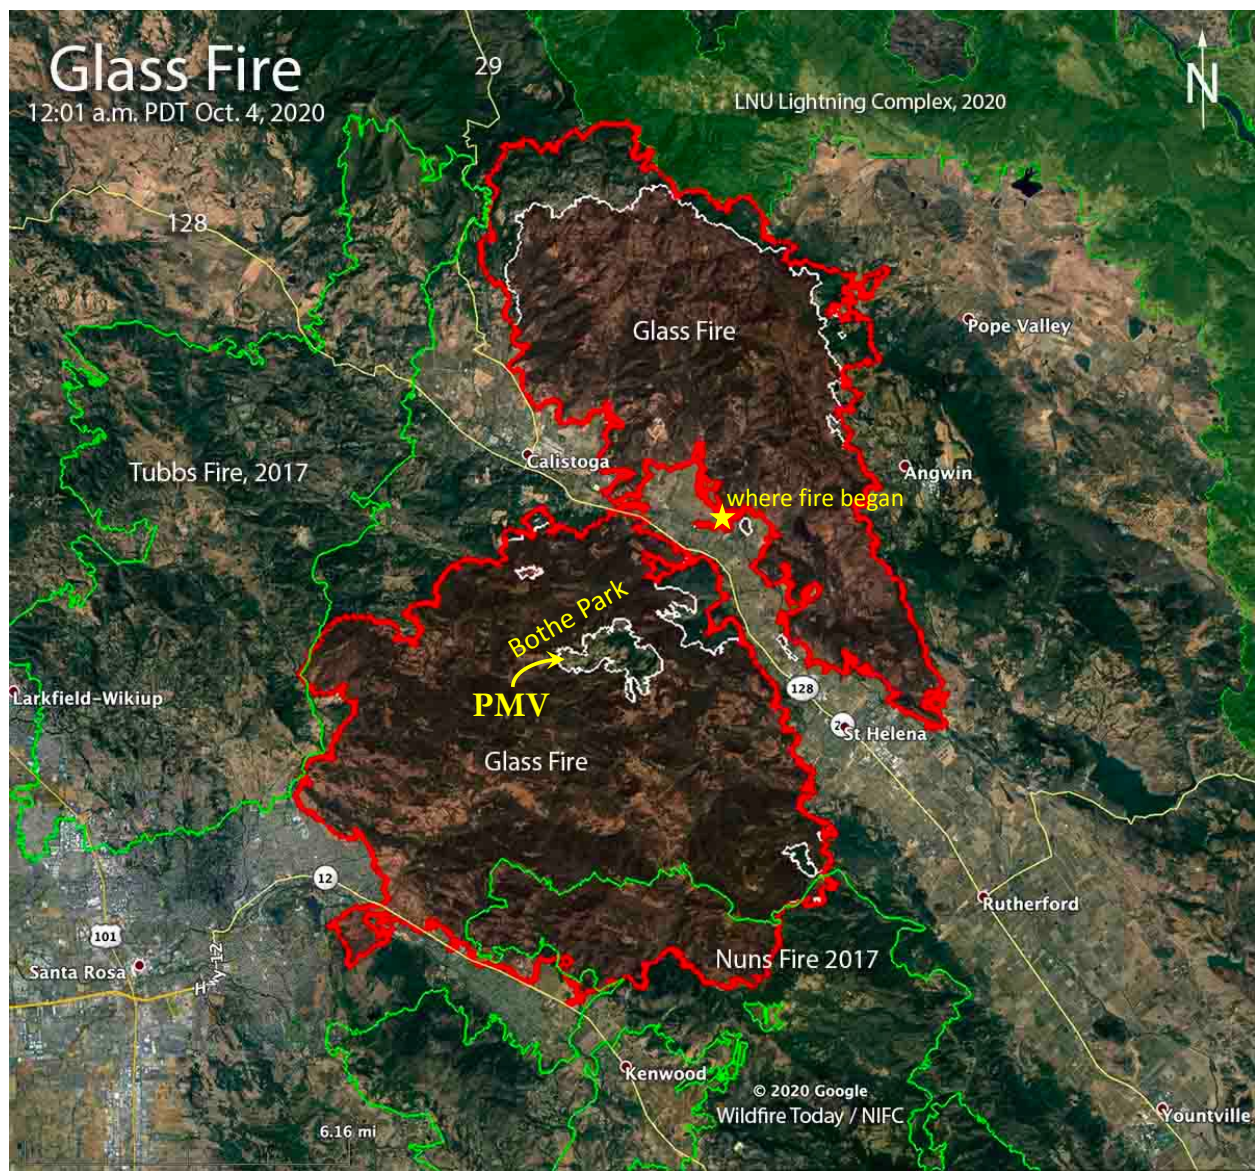 Glass Fire
12:01 a.m. PDT Oct. 4, 2020
29
LNU Lightning Complex, 2020
N
128
Glass Fire
Pope Valley
Calistoga
Tubbs Fire, 2017
Angwin
where fire began
Bothe Park
PMV
Larkfield-Wikiup
128
St Helena
Glass Fire
12
Rutherford
101
Santa Rosa
Nuns Fire 2017
Kenwood
© 2020 Google
Wildfire Today / NIFC
Yountville
6.16 mi